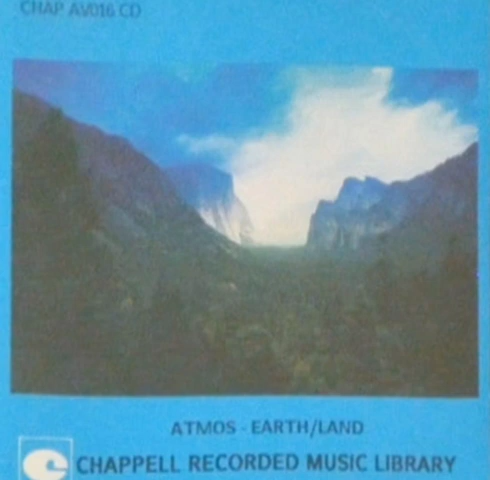 CHAP AV016 CD
ATMOS - EARTH/LAND
CHAPPELL RECORDED MUSIC LIBRARY